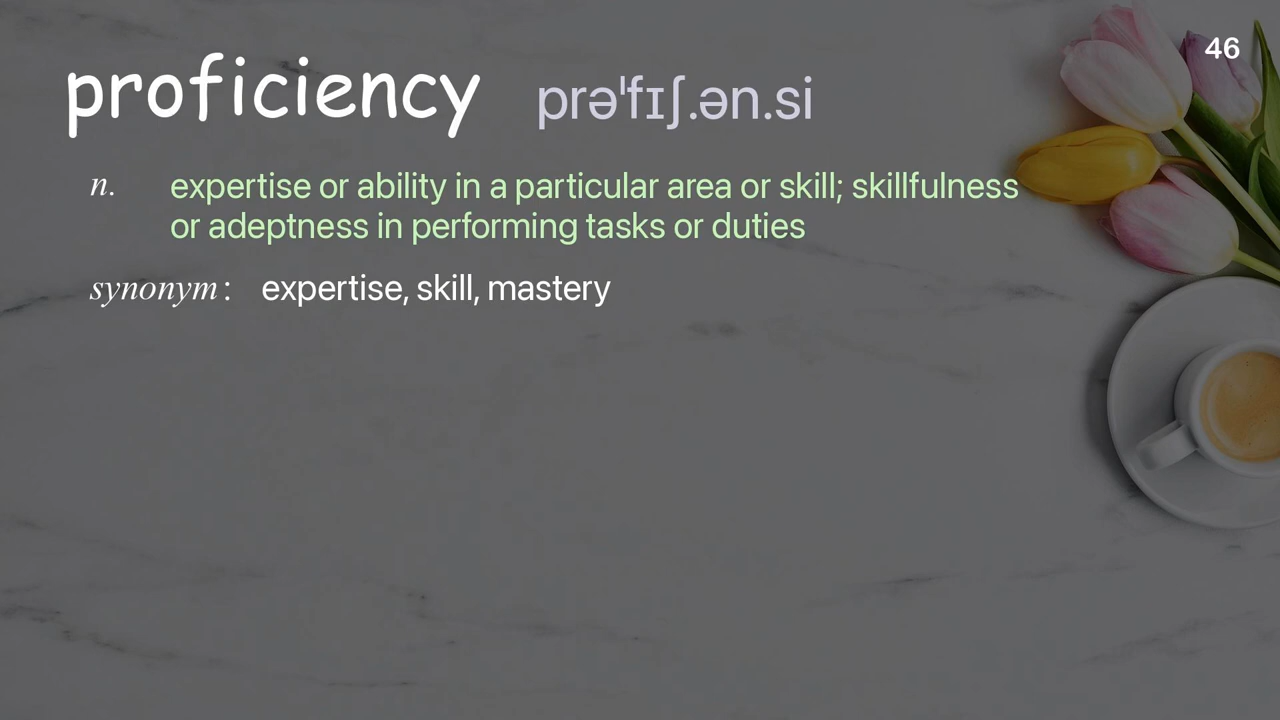 46
proficiency prəˈfɪʃ.ən.si
n. expertise or ability in a particular area or skill; skillfulness
or adeptness in performing tasks or duties
synonym: expertise, skill, mastery